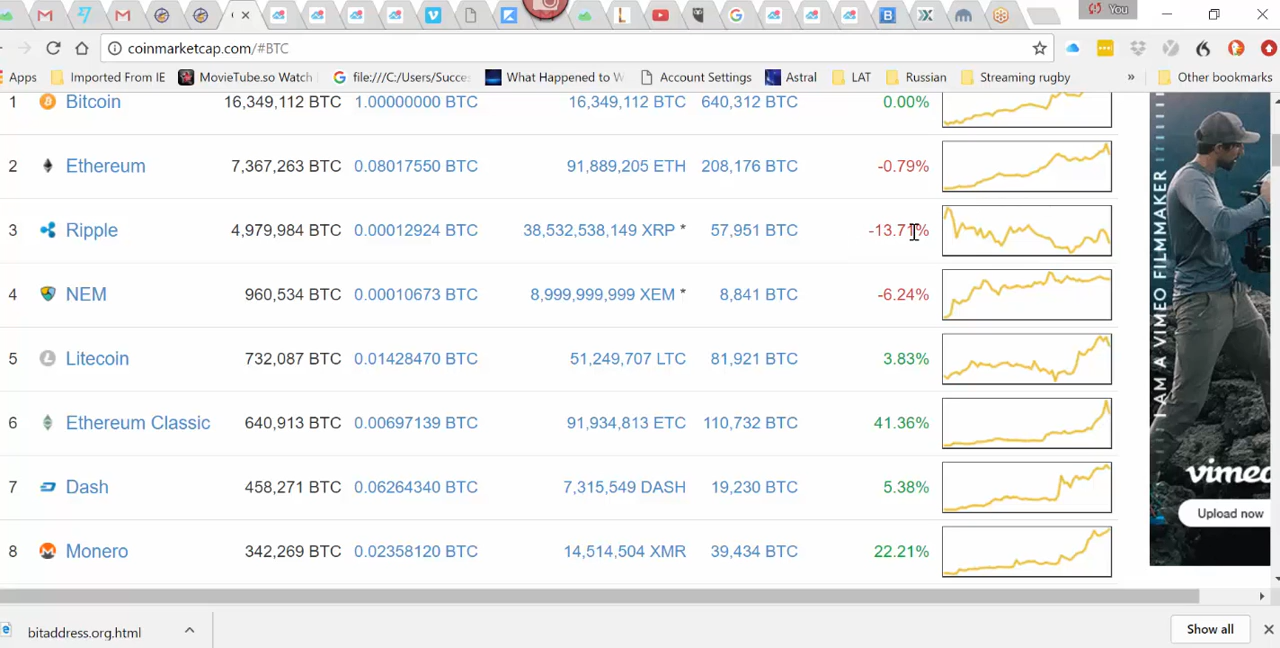 You
coinmarketcap.com/#BTC
Apps Imported From IE MovieTube.so Watch file:///C:/Users/Succe What Happened to W Account Settings Astral LAT Russian Streaming rugby » Other bookmarks
1 Bitcoin 16,349,112 BTC 1.00000000 BTC 16,349,112 BTC 640,312 BTC 0.00%
2 Ethereum 7,367,263 BTC 0.08017550 BTC 91,889,205 ETH 208,176 BTC -0.79%
3 Ripple 4,979,984 BTC 0.00012924 BTC 38,532,538,149 XRP * 57,951 BTC -13.71%
4 NEM 960,534 BTC 0.00010673 BTC 8,999,999,999 XEM * 8,841 BTC -6.24%
5 Litecoin 732,087 BTC 0.01428470 BTC 51,249,707 LTC 81,921 BTC 3.83%
6 Ethereum Classic 640,913 BTC 0.00697139 BTC 91,934,813 ETC 110,732 BTC 41.36%
7 Dash 458,271 BTC 0.06264340 BTC 7,315,549 DASH 19,230 BTC 5.38%
8 Monero 342,269 BTC 0.02358120 BTC 14,514,504 XMR 39,434 BTC 22.21%
I AM A VIMEO FILMMAKER
vimeo
Upload now
bitaddress.org.html
Show all